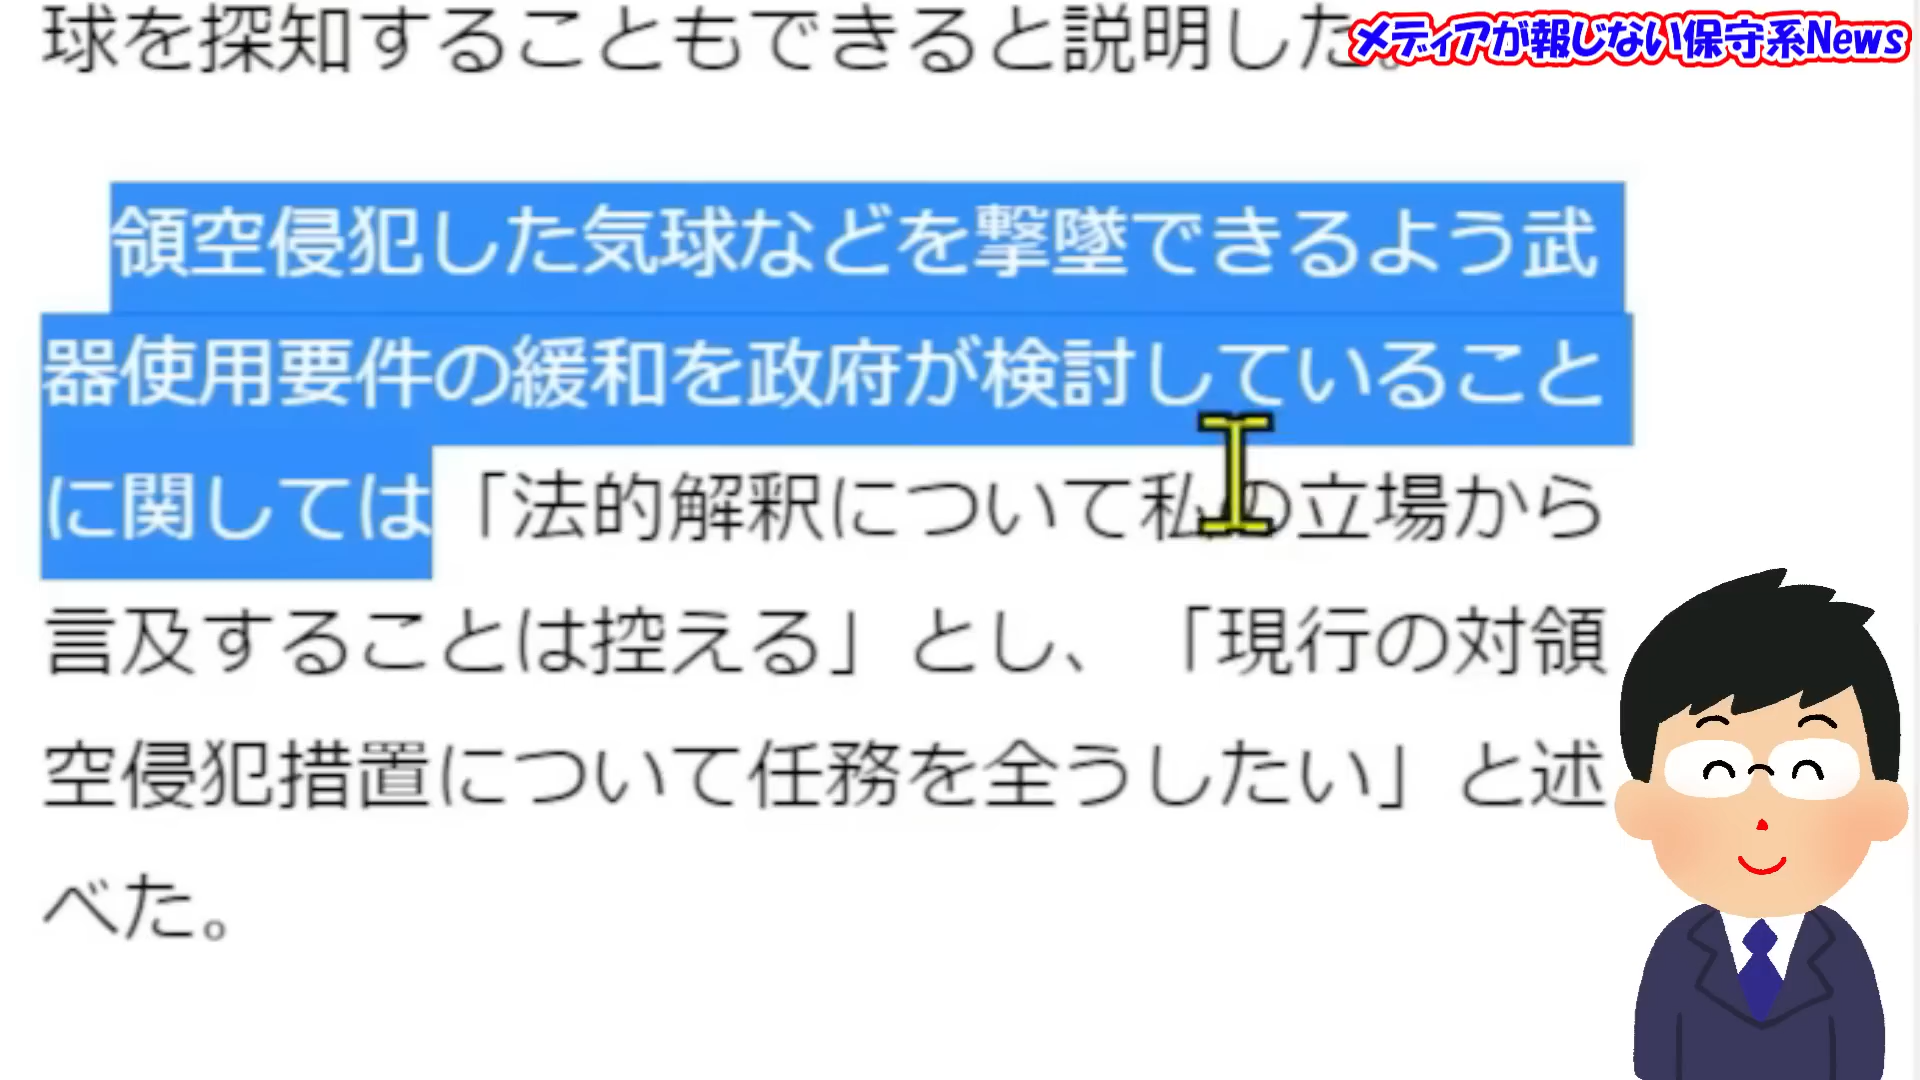 球を探知することもできると説明した。
メディアが報じない保守系News
領空侵犯した気球などを撃墜できるよう武
器使用要件の緩和を政府が検討していること
に関しては「法的解釈について私の立場から
言及することは控える」とし、「現行の対領
空侵犯措置について任務を全うしたい」と述
べた。